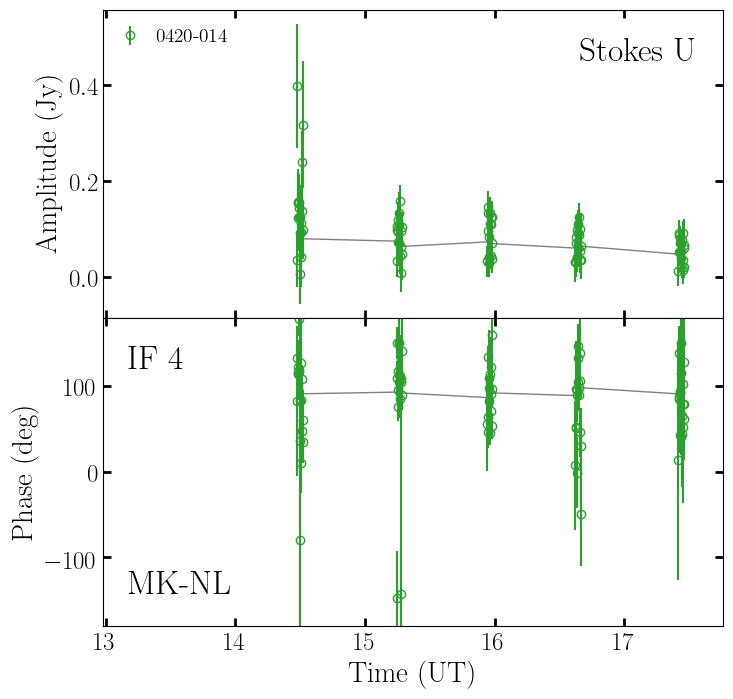 0420-014
Stokes U
Amplitude (Jy)
0.4
0.2
0.0
IF 4
Phase (deg)
100
0
−100
MK-NL
13 14 15 16 17
Time (UT)